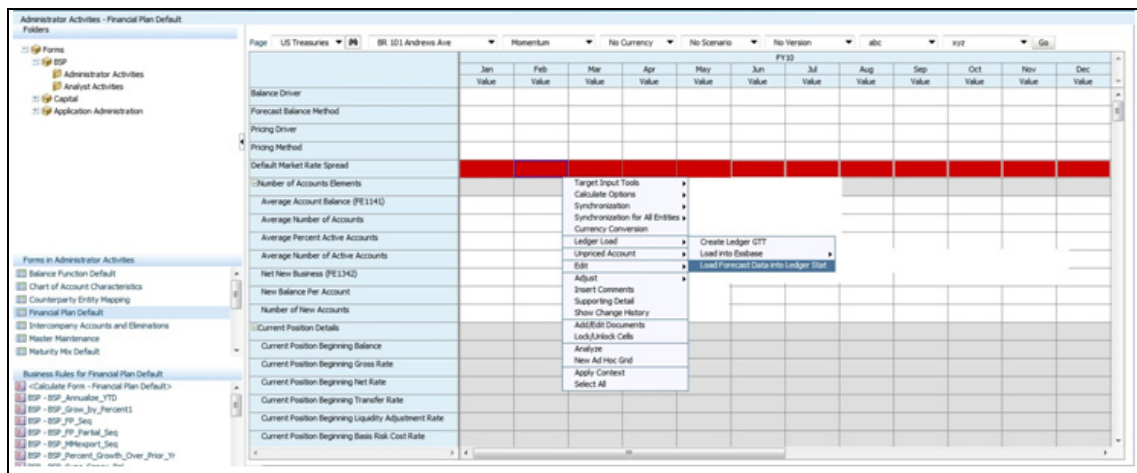 Administrator Activities - Financial Plan Default
Folders
Forms
BSP
Administrator Activities
Analyst Activities
Capital
Application Administration
Forms in Administrator Activities
Balance Function Default
Chart of Account Characteristics
Counterparty Entity Mapping
Financial Plan Default
Intercompany Accounts and Eliminations
Master Maintenance
Maturity Mix Default
Business Rules for Financial Plan Default
<Calculate Form - Financial Plan Default>
BSP - BSP_Annualize_YTD
BSP - BSP_Grow_by_Percent1
BSP - BSP_FP_Seq
BSP - BSP_FP_Partial_Seq
BSP - BSP_MMexport_Seq
BSP - BSP_Percent_Growth_Over_Prior_Yr
Page US Treasuries BR 101 Andrews Ave Momentum No Currency No Scenario No Version abc xyz Go
FY10
Jan Feb Mar Apr May Jun Jul Aug Sep Oct Nov Dec
Value Value Value Value Value Value Value Value Value Value Value Value
Balance Driver
Forecast Balance Method
Pricing Driver
Pricing Method
Default Market Rate Spread
Number of Accounts Elements
Average Account Balance (FE1141)
Average Number of Accounts
Average Percent Active Accounts
Average Number of Active Accounts
Net New Business (FE1342)
New Balance Per Account
Number of New Accounts
Current Position Details
Current Position Beginning Balance
Current Position Beginning Gross Rate
Current Position Beginning Net Rate
Current Position Beginning Transfer Rate
Current Position Beginning Liquidity Adjustment Rate
Current Position Beginning Basis Risk Cost Rate
Target Input Tools
Calculate Options
Synchronization
Synchronization for All Entities
Currency Conversion
Ledger Load
Unpriced Account
Edit
Adjust
Insert Comments
Supporting Detail
Show Change History
Add/Edit Documents
Lock/Unlock Cells
Analyze
New Ad Hoc Grid
Apply Context
Select All
Create Ledger GTT
Load into Essbase
Load Forecast Data into Ledger Stat